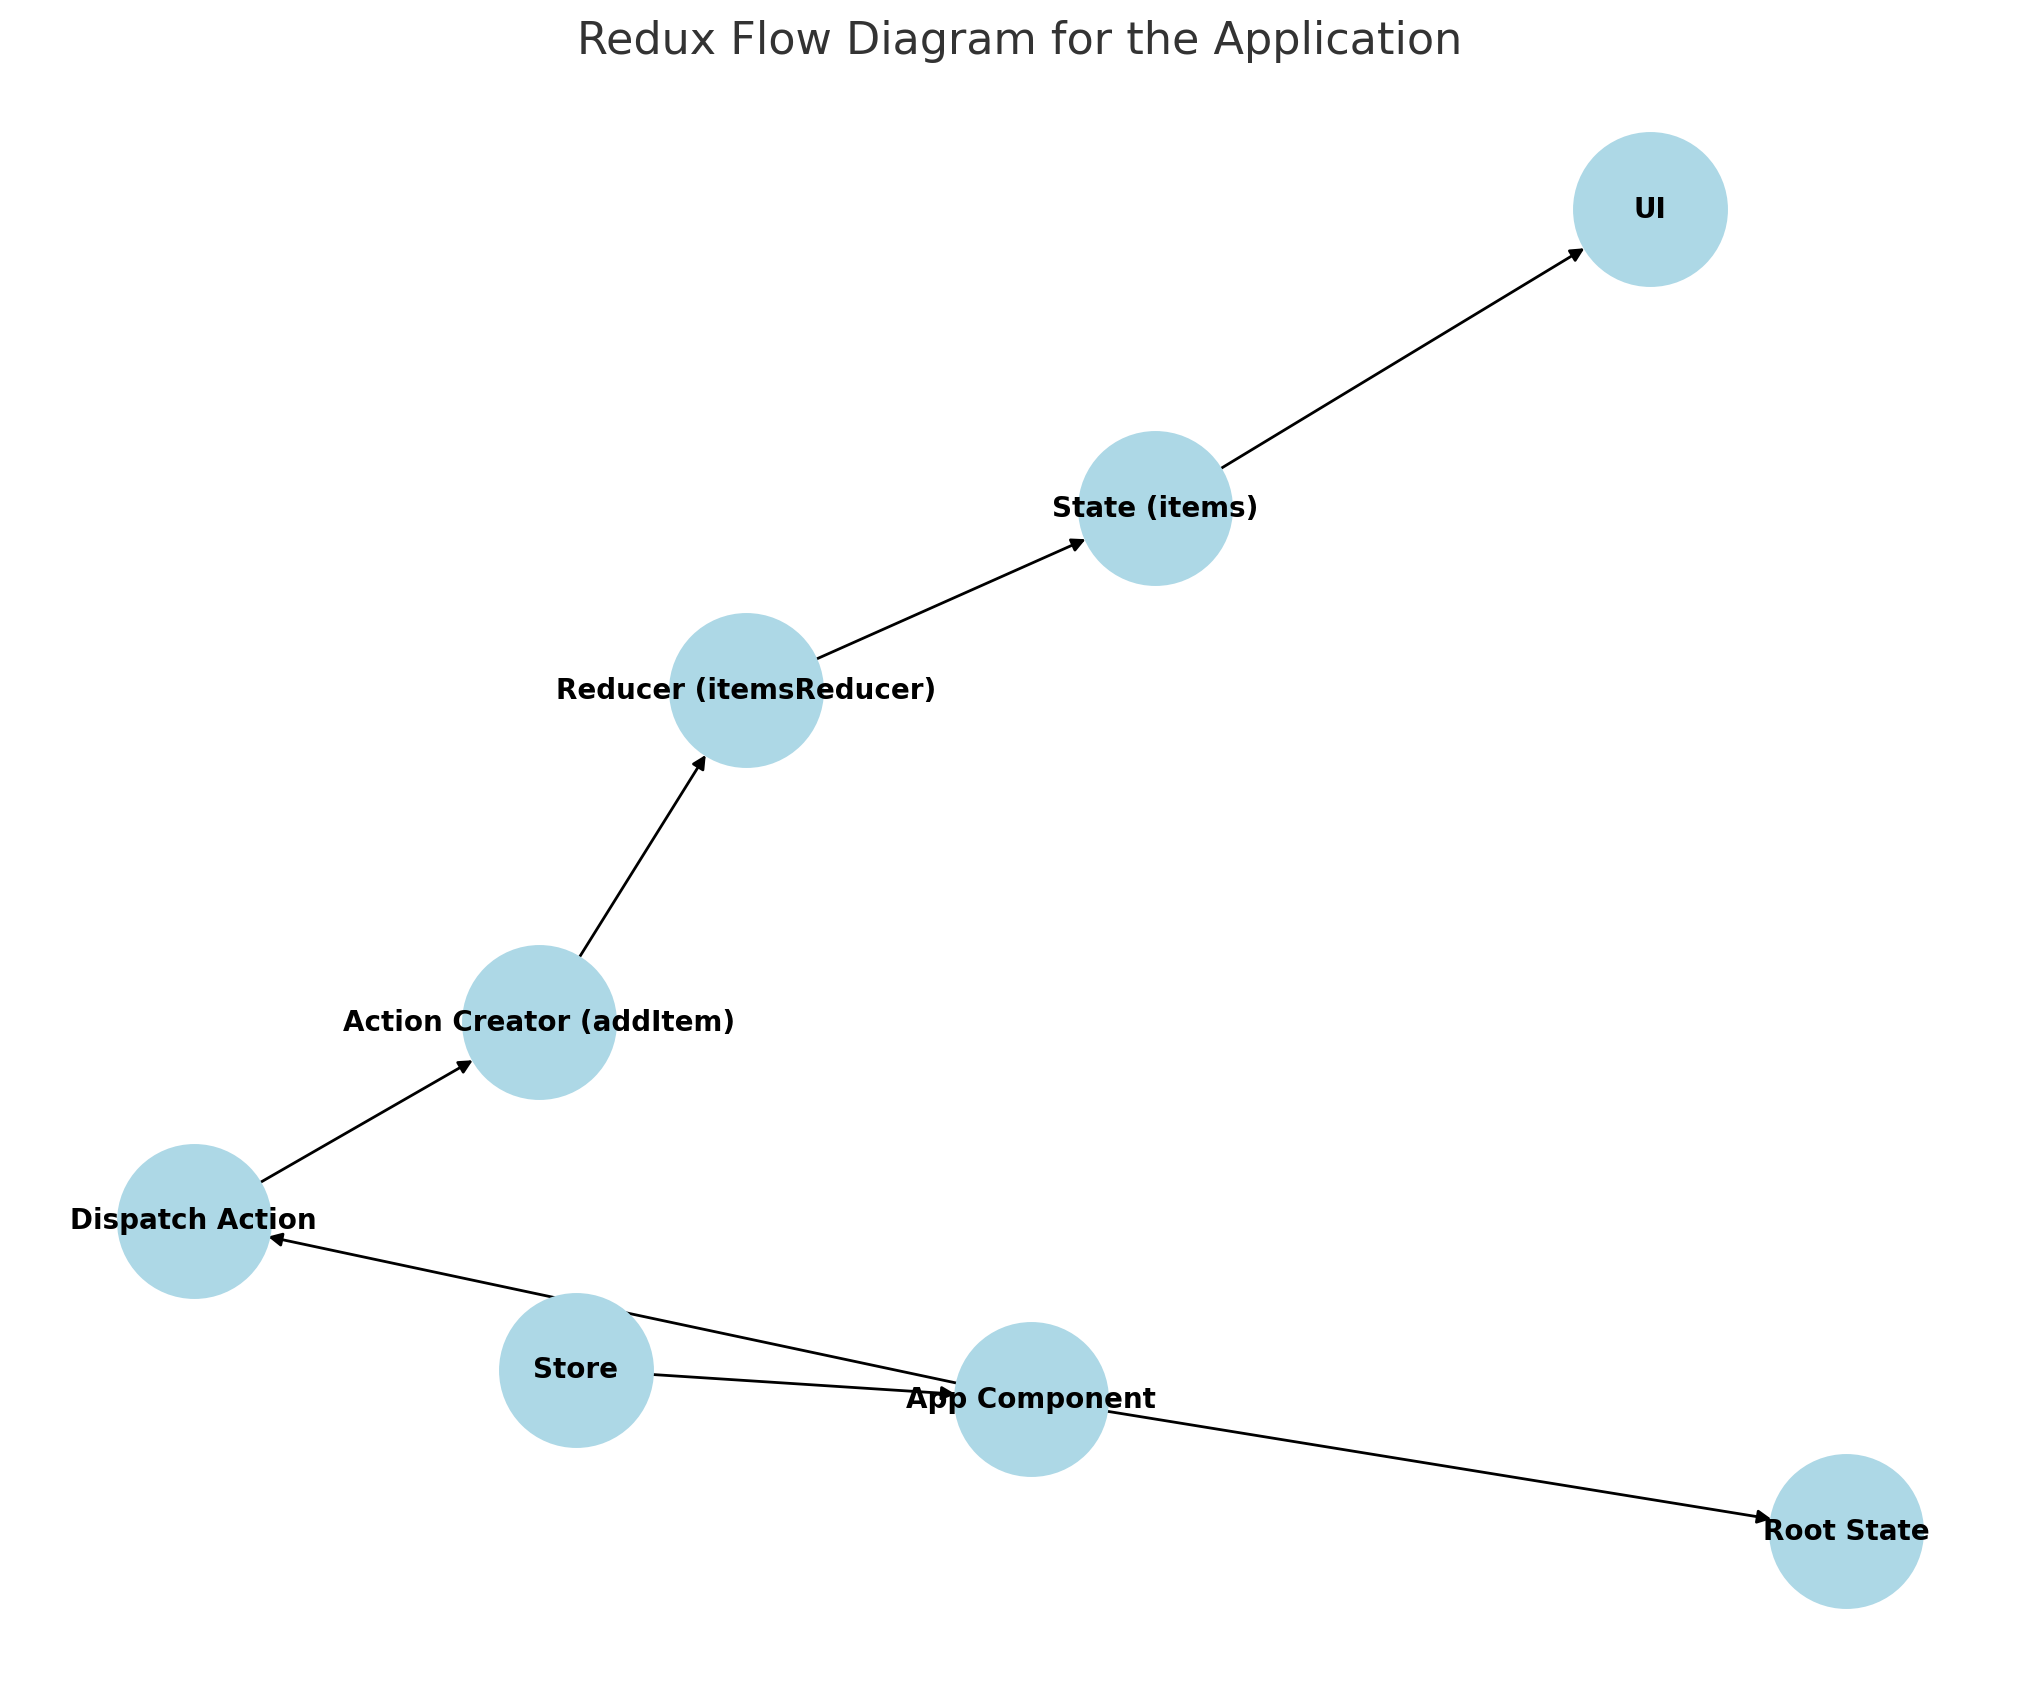 Redux Flow Diagram for the Application
UI
State (items)
Reducer (itemsReducer)
Action Creator (addItem)
Dispatch Action
Store
App Component
Root State